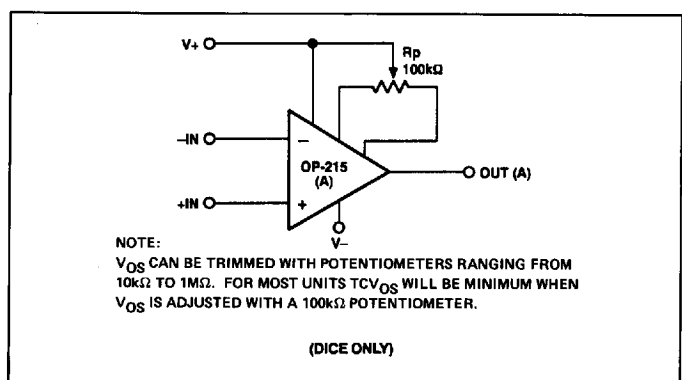 V+
Rp
100kΩ
–IN
–
OP-215
(A)
OUT (A)
+IN
+
V–
NOTE:
VOS CAN BE TRIMMED WITH POTENTIOMETERS RANGING FROM
10kΩ TO 1MΩ. FOR MOST UNITS TCVOS WILL BE MINIMUM WHEN
VOS IS ADJUSTED WITH A 100kΩ POTENTIOMETER.
(DICE ONLY)